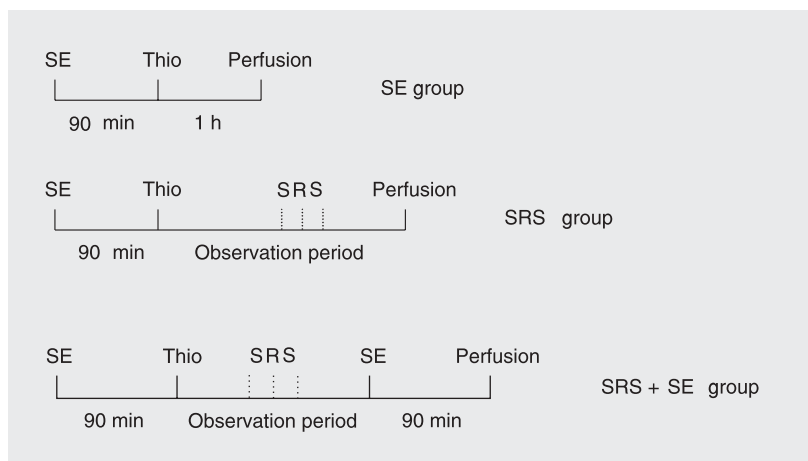 SE Thio Perfusion
SE group
90 min 1 h
SE Thio SRS Perfusion
SRS group
90 min Observation period
SE Thio SRS SE Perfusion
SRS + SE group
90 min Observation period 90 min